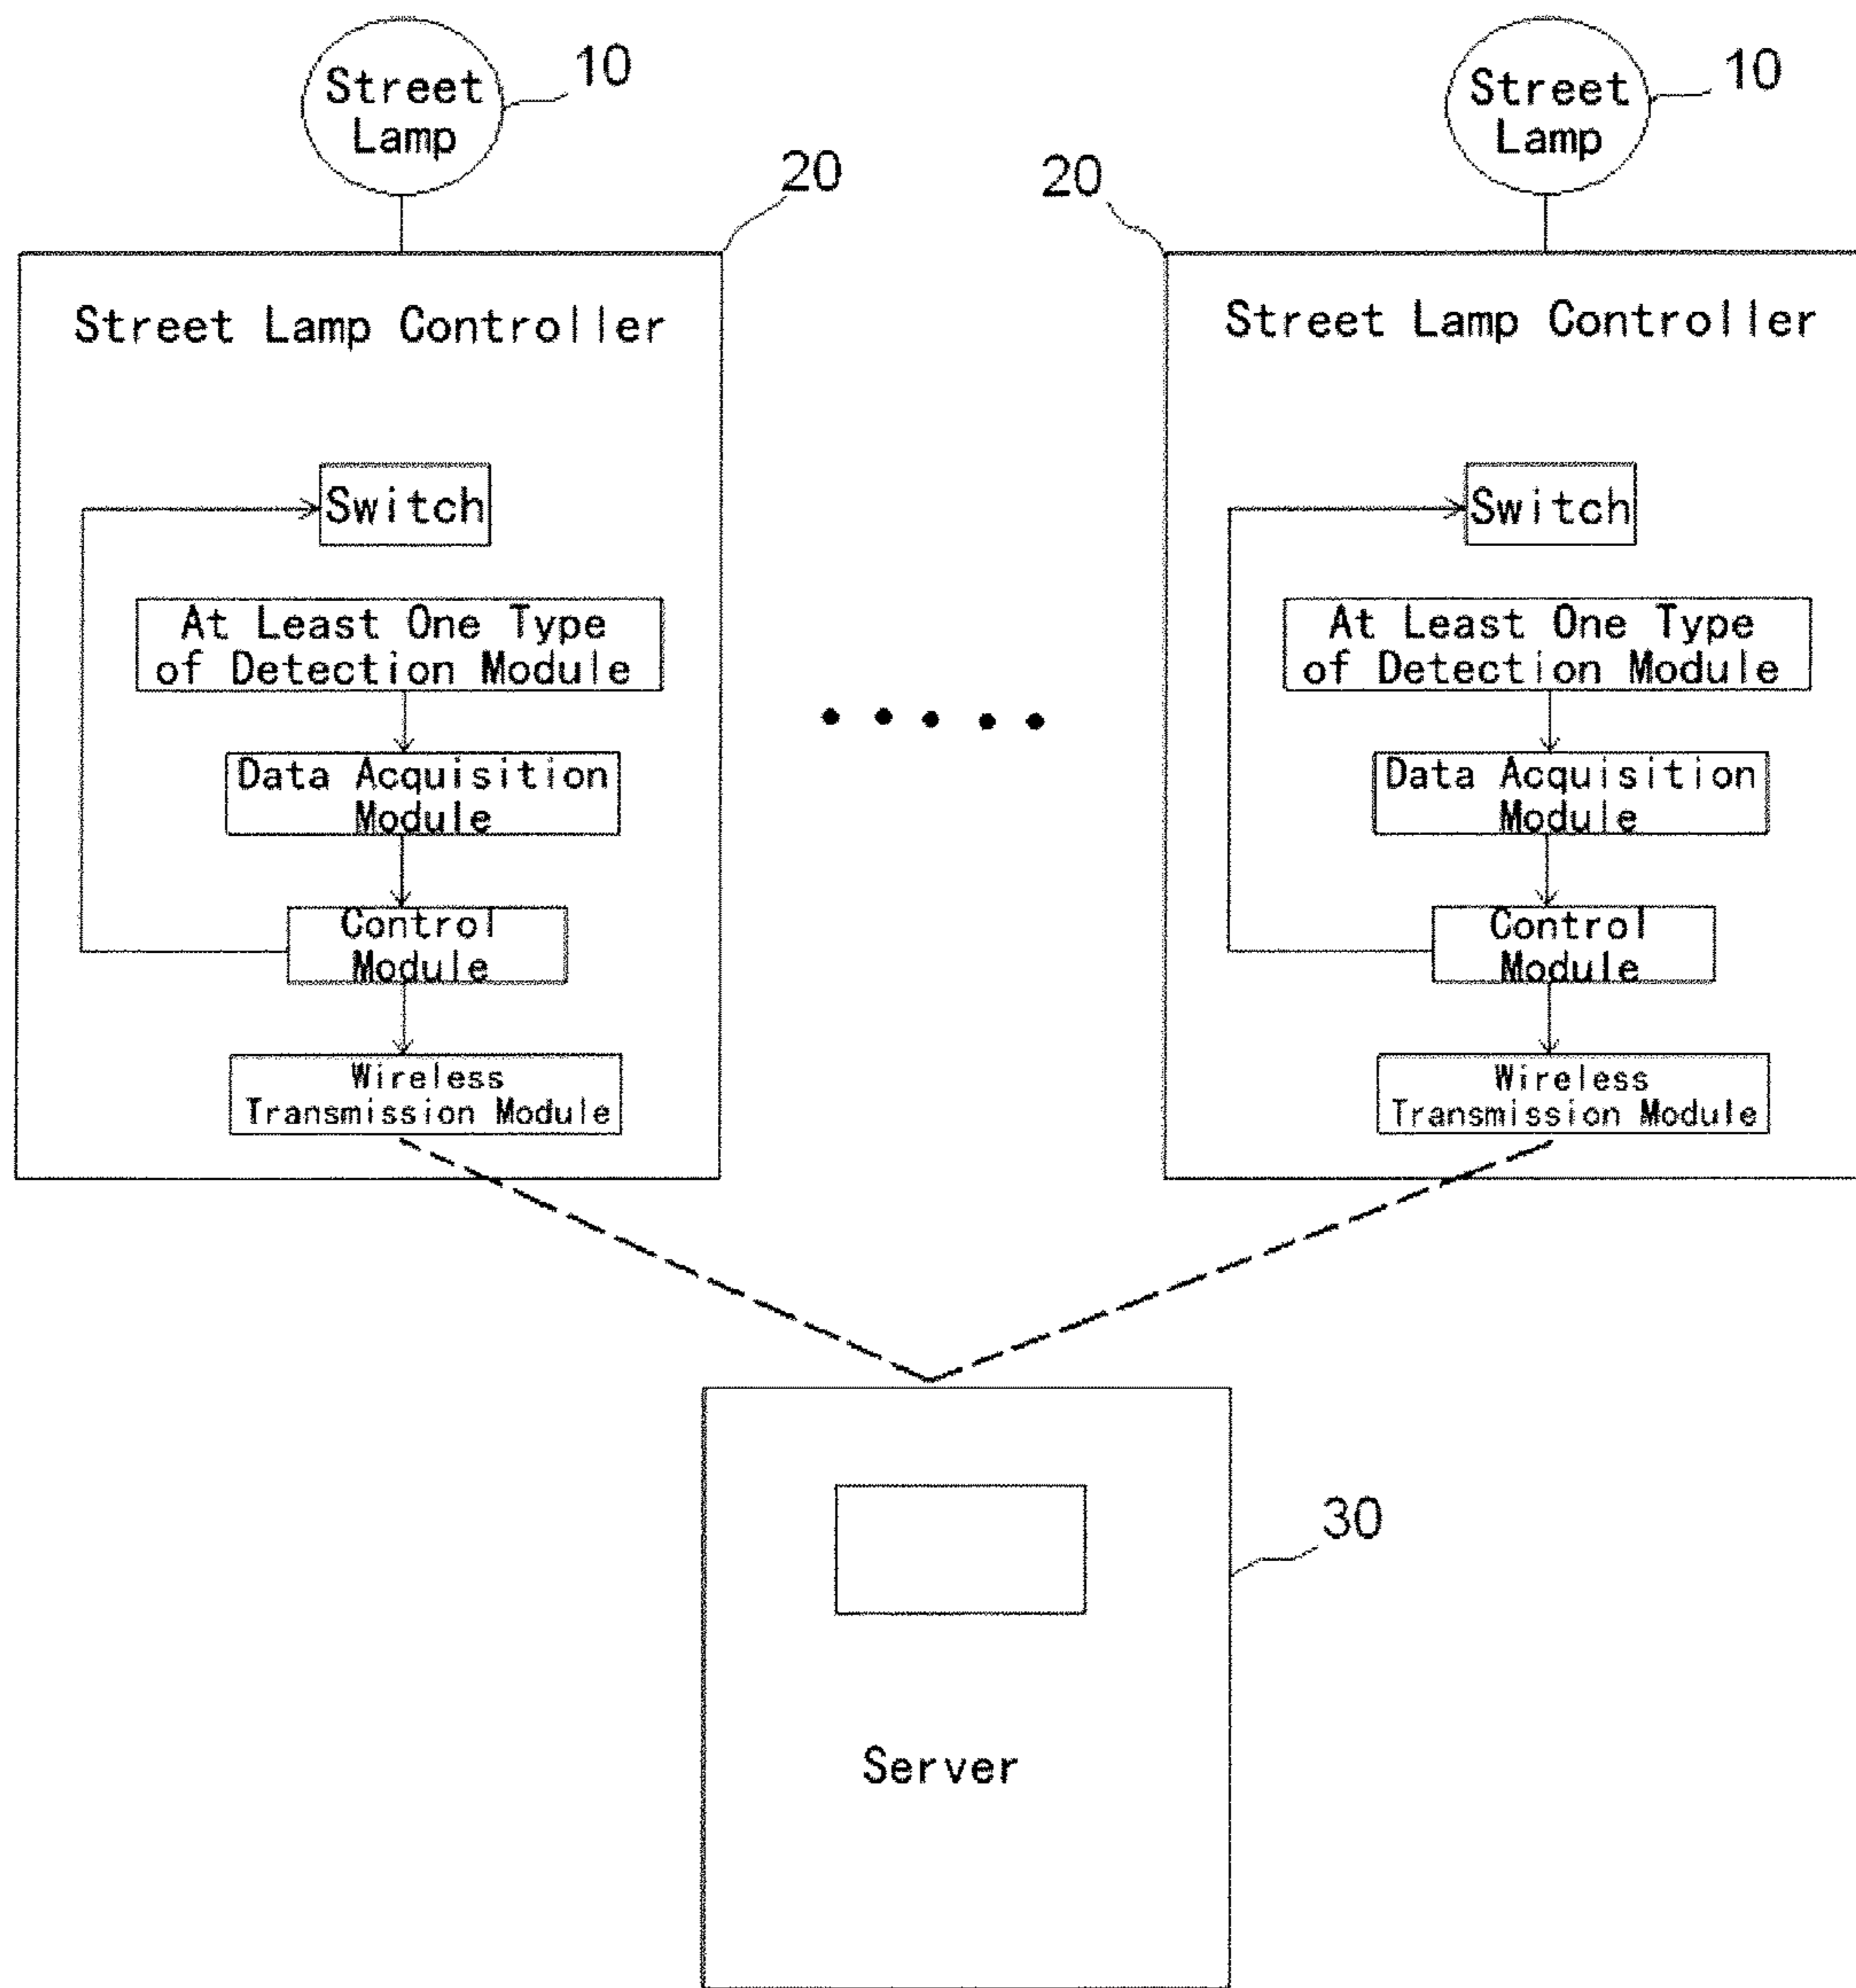 Street
Lamp
10
20
Street Lamp Controller
Switch
At Least One Type
of Detection Module
Data Acquisition
Module
Control
Module
Wireless
Transmission Module
Street
Lamp
10
20
Street Lamp Controller
Switch
At Least One Type
of Detection Module
Data Acquisition
Module
Control
Module
Wireless
Transmission Module
30
Server